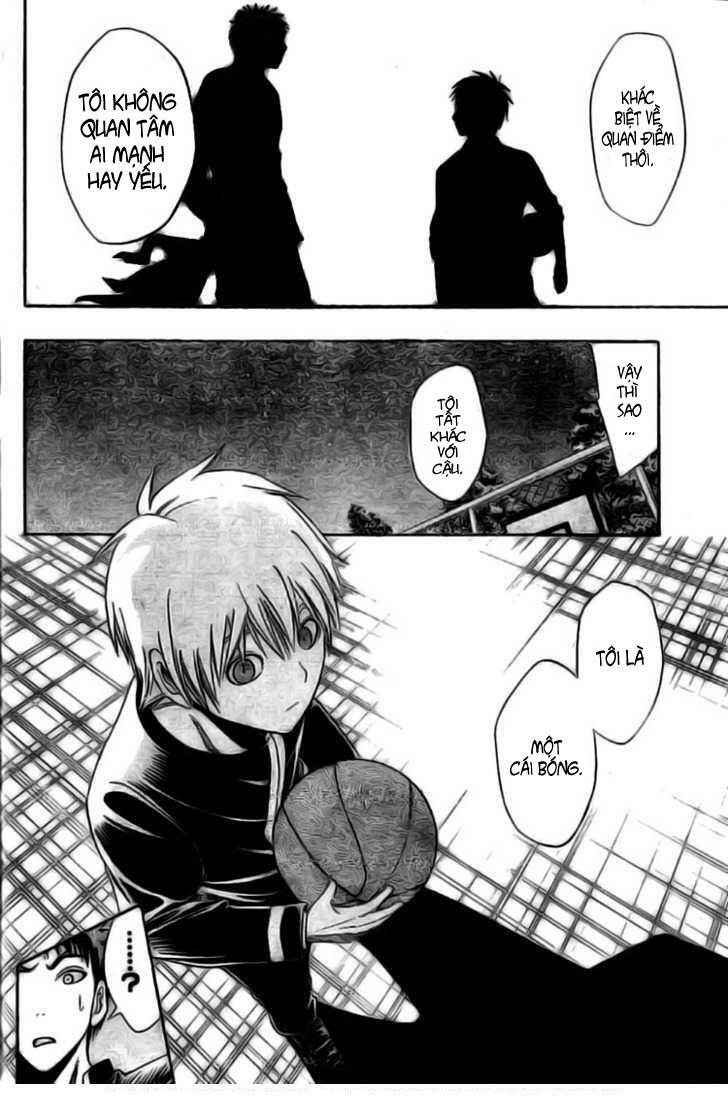 KHÁC
BIỆT VỀ
QUAN ĐIỂM
THÔI.
TÔI KHÔNG
QUAN TÂM
AI MẠNH
HAY YẾU.
VẬY
THÌ
SAO
...
TÔI
TẤT
KHÁC
VỚI
CẬU.
TÔI LÀ
MỘT
CÁI BÓNG.
......?